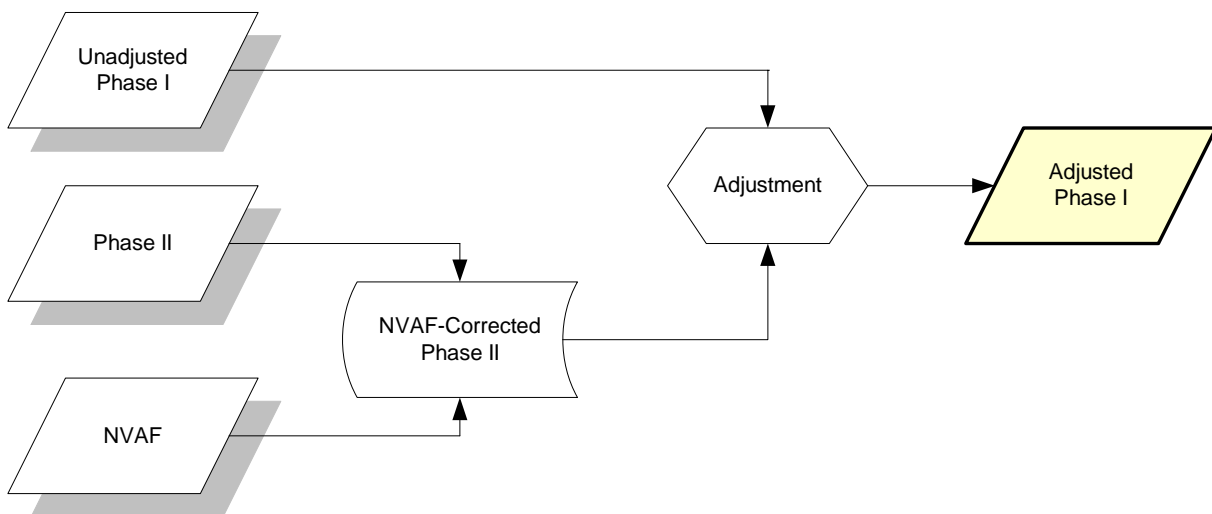 Unadjusted
Phase I
Phase II
NVAF
NVAF-Corrected
Phase II
Adjustment
Adjusted
Phase I